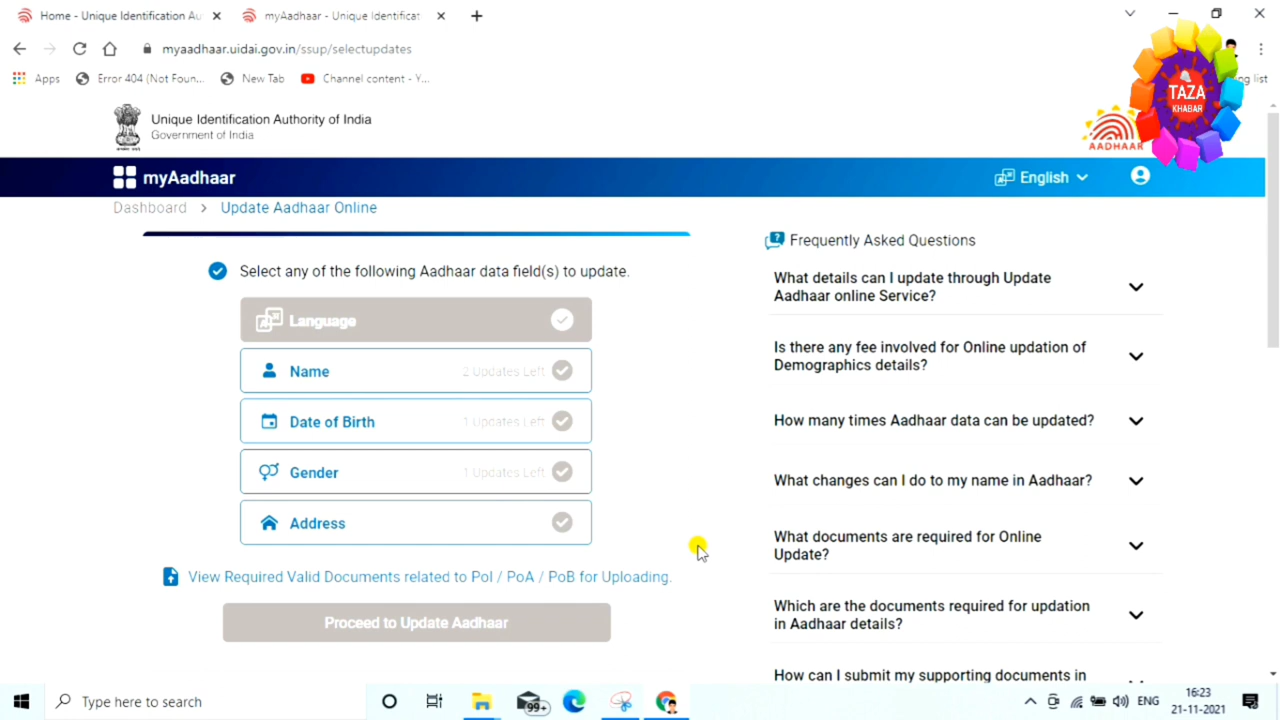 Home - Unique Identification Au
myAadhaar - Unique Identificat
myaadhaar.uidai.gov.in/ssup/selectupdates
Apps
Error 404 (Not Foun...
New Tab
Channel content - Y...
ng list
TAZA
KHABAR
Unique Identification Authority of India
Government of India
AADHAAR
myAadhaar
English
Dashboard > Update Aadhaar Online
Select any of the following Aadhaar data field(s) to update.
Language
Name 2 Updates Left
Date of Birth 1 Updates Left
Gender 1 Updates Left
Address
View Required Valid Documents related to PoI / PoA / PoB for Uploading.
Proceed to Update Aadhaar
Frequently Asked Questions
What details can I update through Update
Aadhaar online Service?
Is there any fee involved for Online updation of
Demographics details?
How many times Aadhaar data can be updated?
What changes can I do to my name in Aadhaar?
What documents are required for Online
Update?
Which are the documents required for updation
in Aadhaar details?
How can I submit my supporting documents in
Type here to search
99+
ENG
16:23
21-11-2021